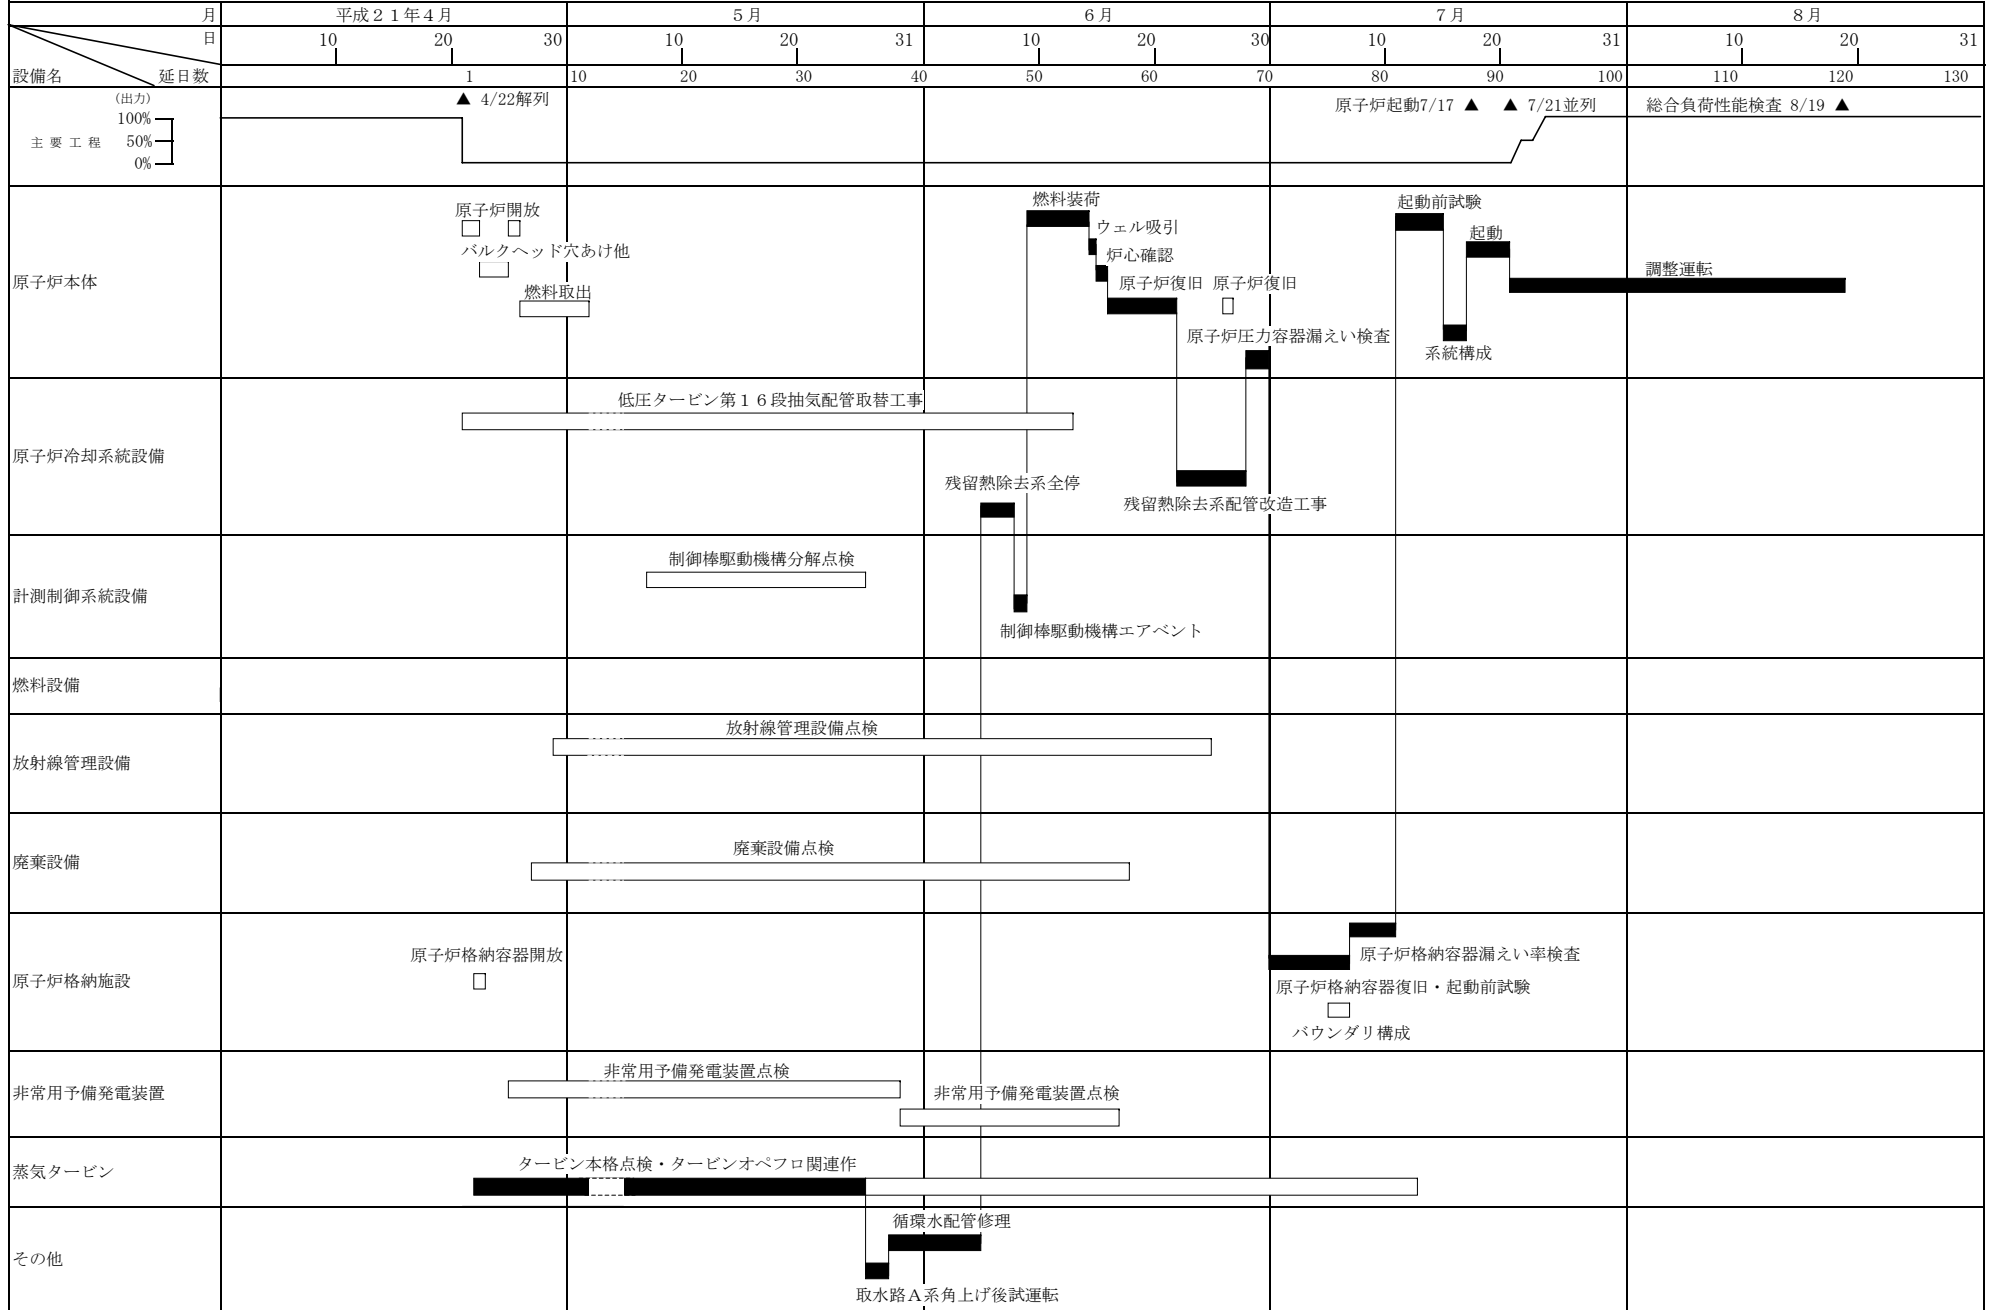 月 平成２１年４月 ５月 ６月 ７月 ８月
日 10 20 30 10 20 31 10 20 30 10 20 31 10 20 31
設備名 延日数 1 10 20 30 40 50 60 70 80 90 100 110 120 130
(出力)
▲ 4/22解列 原子炉起動7/17 ▲ ▲ 7/21並列 総合負荷性能検査 8/19 ▲
100%
主要工程 50%
0%
原子炉本体
原子炉開放
バルクヘッド穴あけ他
燃料取出
燃料装荷
ウェル吸引
炉心確認
原子炉復旧 原子炉復旧
原子炉圧力容器漏えい検査
起動前試験
起動
調整運転
系統構成
原子炉冷却系統設備
低圧タービン第１６段抽気配管取替工事
残留熱除去系全停
残留熱除去系配管改造工事
計測制御系統設備
制御棒駆動機構分解点検
制御棒駆動機構エアベント
燃料設備
放射線管理設備
放射線管理設備点検
廃棄設備
廃棄設備点検
原子炉格納施設
原子炉格納容器開放
原子炉格納容器漏えい率検査
原子炉格納容器復旧・起動前試験
バウンダリ構成
非常用予備発電装置
非常用予備発電装置点検
非常用予備発電装置点検
蒸気タービン
タービン本格点検・タービンオペフロ関連作
その他
循環水配管修理
取水路Ａ系角上げ後試運転